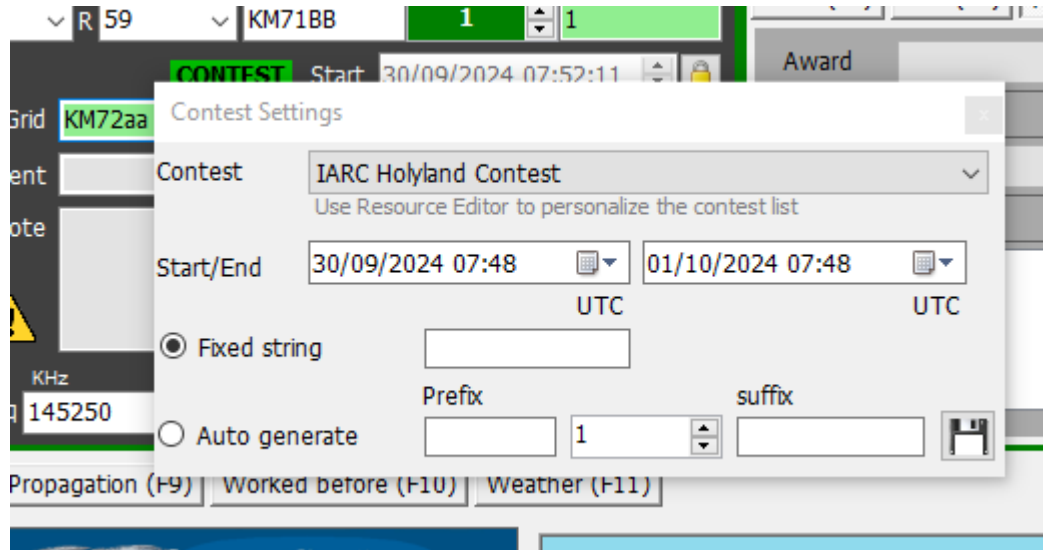 R 59 KM71BB 1 1
CONTEST Start 30/09/2024 07:52:11
Award
Grid KM72aa
Contest Settings
x
Contest IARC Holyland Contest
Use Resource Editor to personalize the contest list
Start/End 30/09/2024 07:48 01/10/2024 07:48
UTC UTC
Fixed string
Prefix suffix
Auto generate 1
KHz
145250
Propagation (F9) Worked before (F10) Weather (F11)